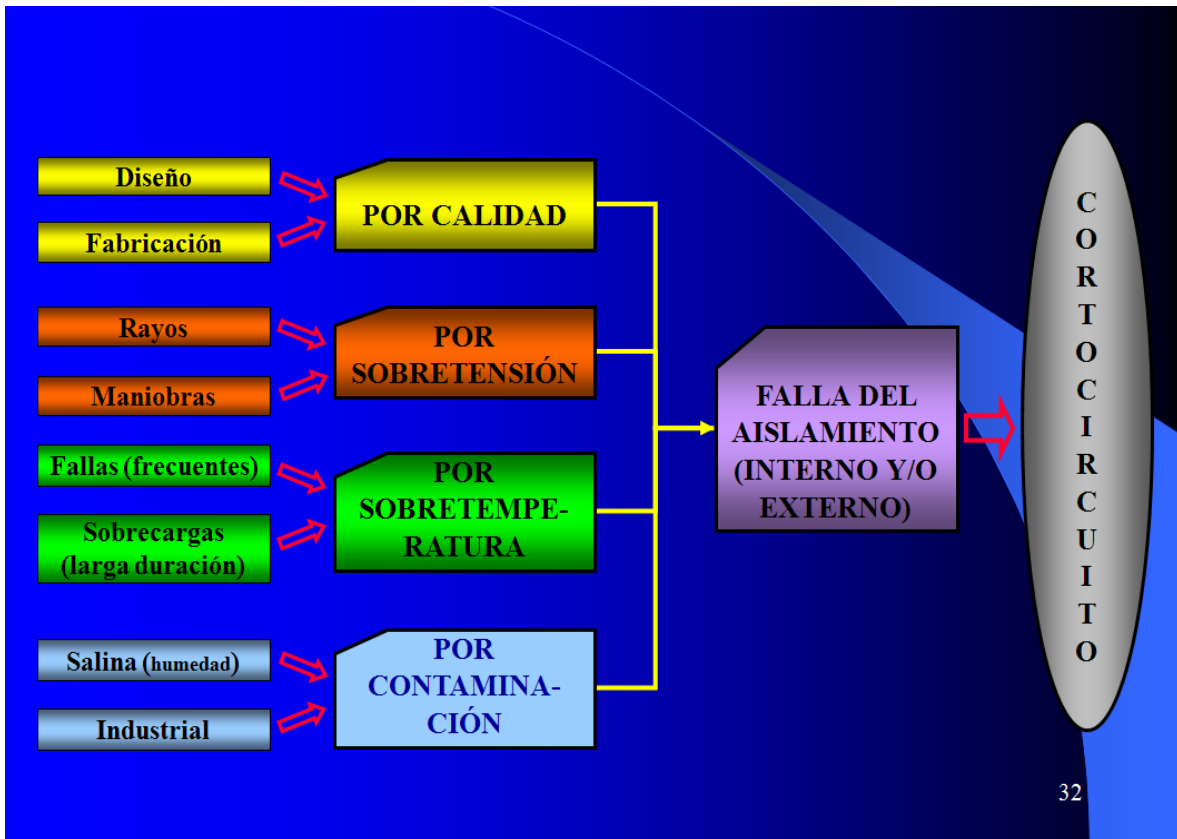 Diseño
Fabricación
POR CALIDAD
Rayos
Maniobras
POR
SOBRETENSIÓN
Fallas (frecuentes)
Sobrecargas
(larga duración)
POR
SOBRETEMPE-
RATURA
Salina (humedad)
Industrial
POR
CONTAMINA-
CIÓN
FALLA DEL
AISLAMIENTO
(INTERNO Y/O
EXTERNO)
C
O
R
T
O
C
I
R
C
U
I
T
O
32